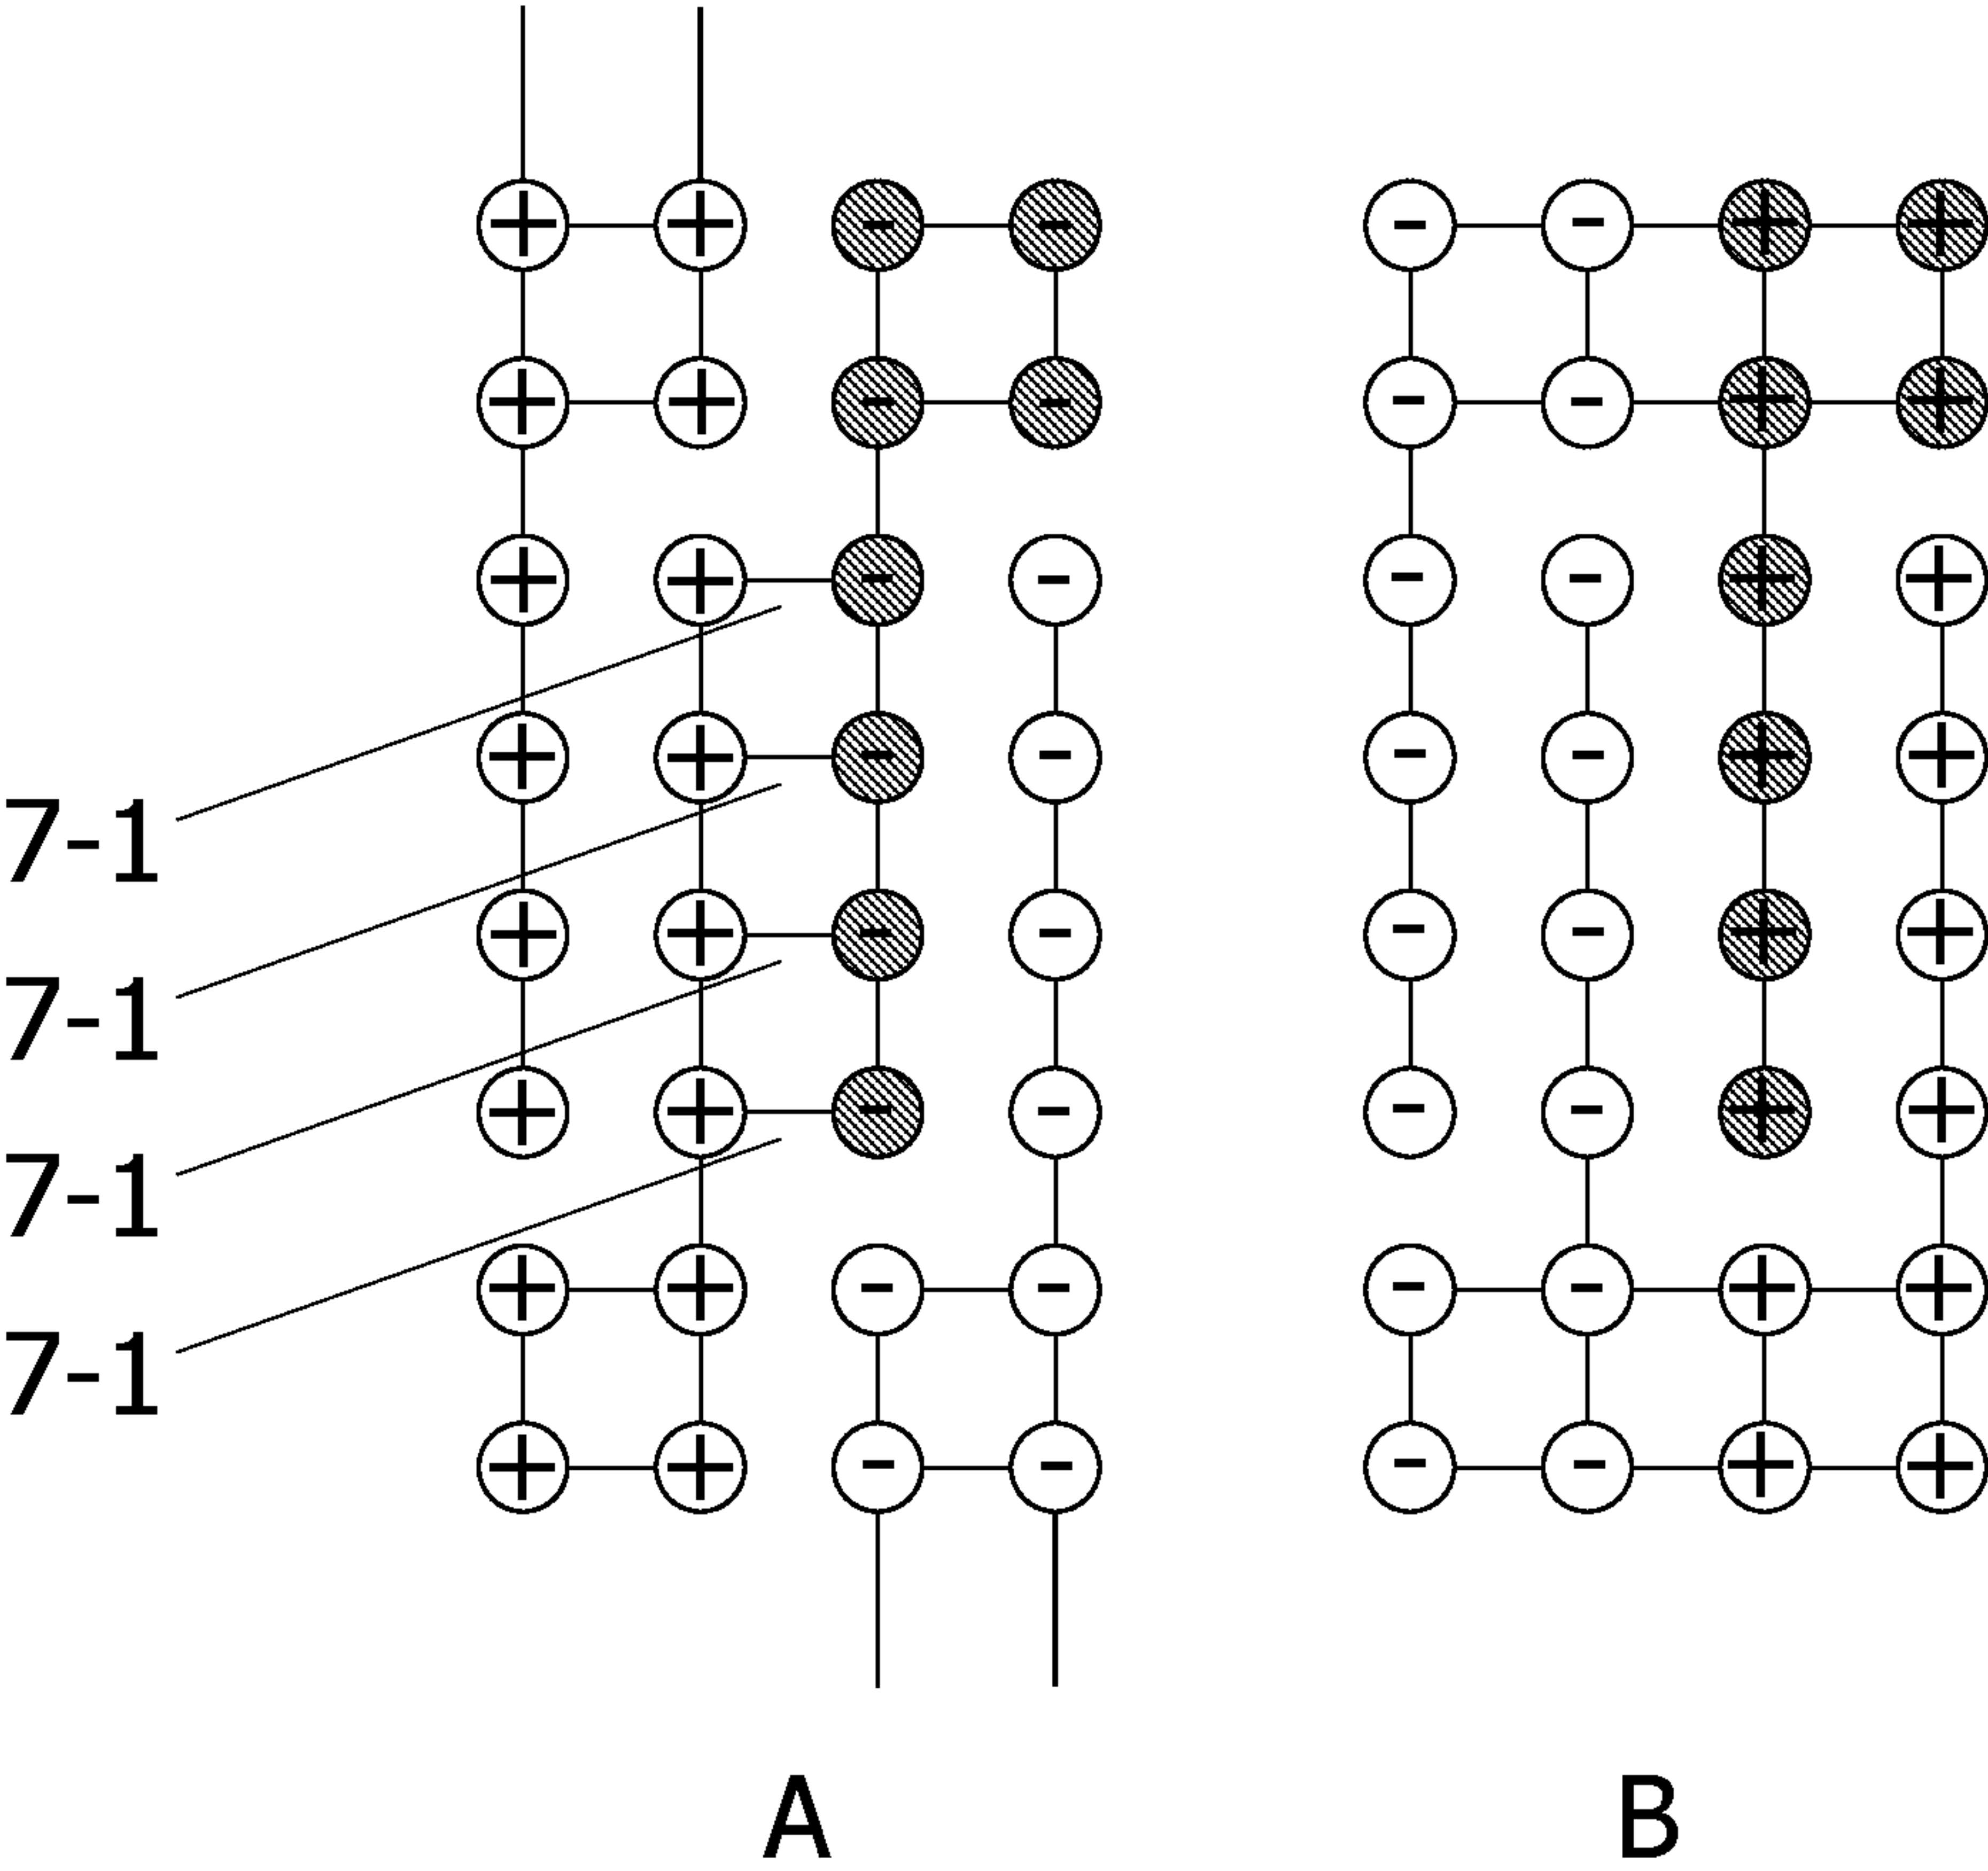 + + - - - - + +
+ + - - - - + +
+ + - - - - + +
+ + - - - - + +
7-1
+ + - - - - + +
7-1
+ + - - - - + +
7-1
+ + - - - - + +
7-1
+ + - - - - + +
A B